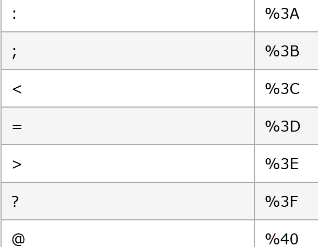 : %3A
; %3B
< %3C
= %3D
> %3E
? %3F
@ %40